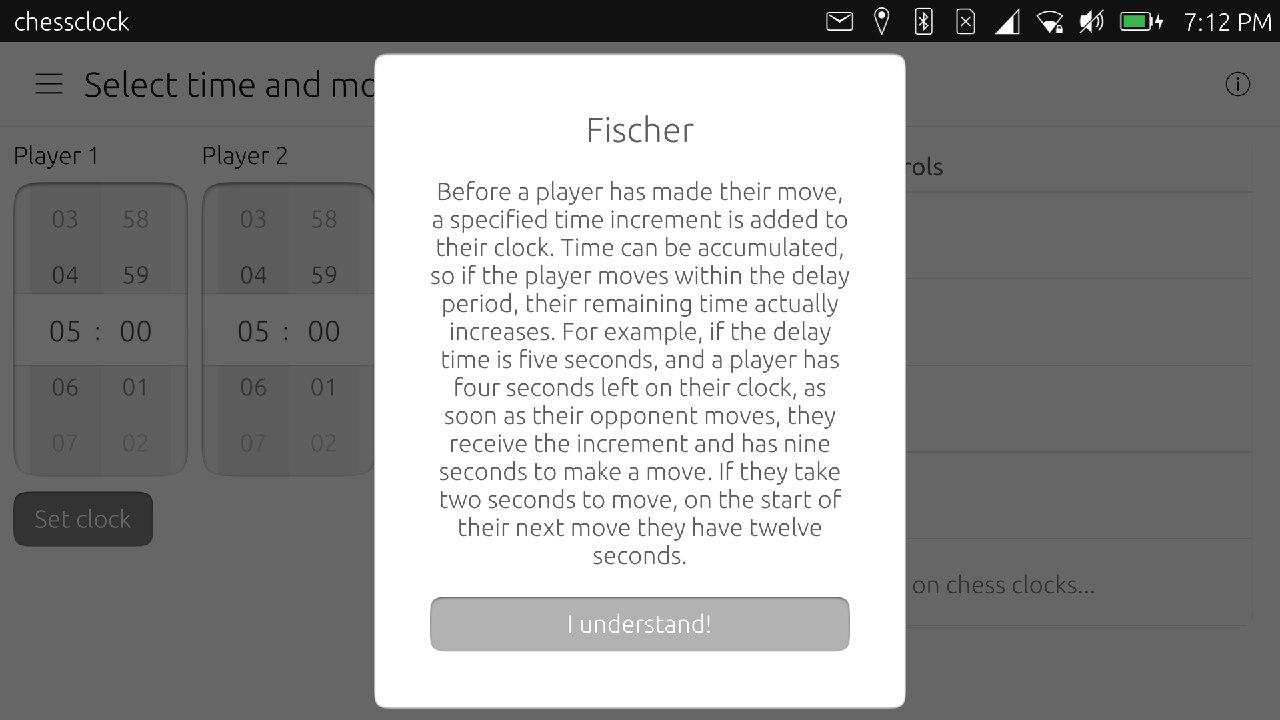 chessclock
7:12 PM
Select time and mo
Player 1
Player 2
03 58
03 58
04 59
04 59
05 : 00
05 : 00
06 01
06 01
07 02
07 02
Set clock
rols
on chess clocks...
Fischer
Before a player has made their move,
a specified time increment is added to
their clock. Time can be accumulated,
so if the player moves within the delay
period, their remaining time actually
increases. For example, if the delay
time is five seconds, and a player has
four seconds left on their clock, as
soon as their opponent moves, they
receive the increment and has nine
seconds to make a move. If they take
two seconds to move, on the start of
their next move they have twelve
seconds.
I understand!